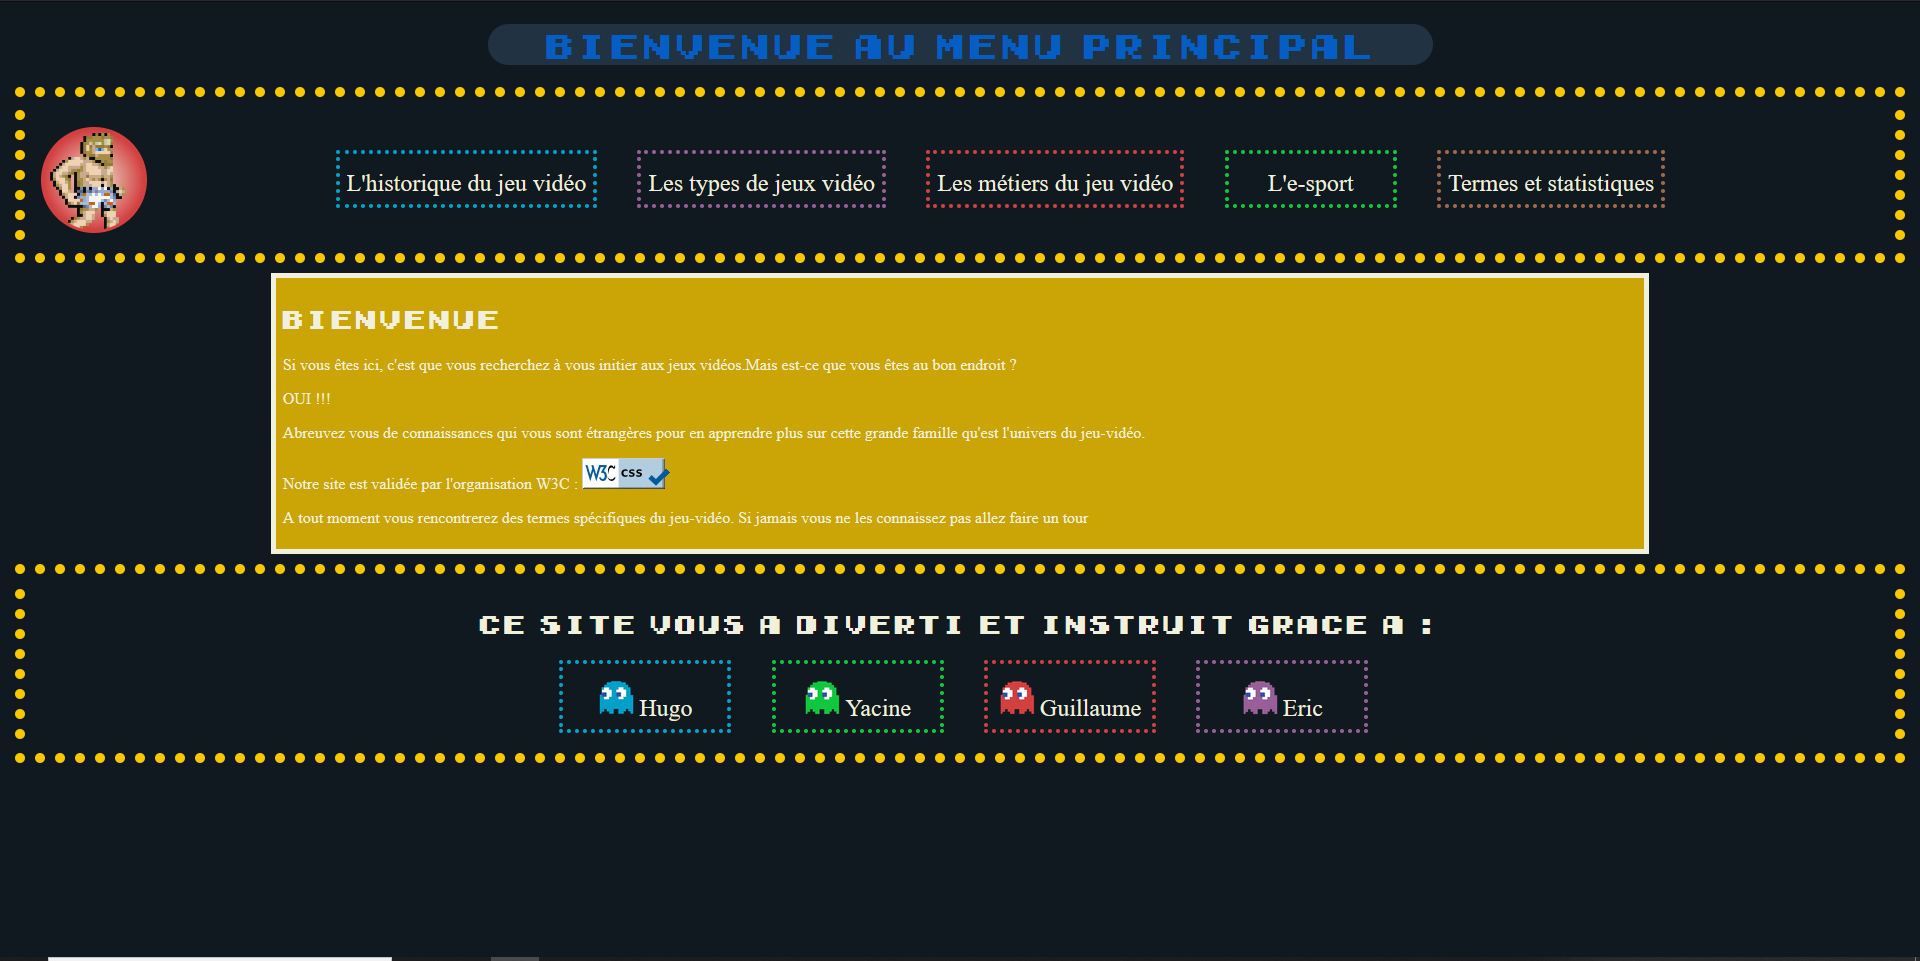 BIENVENUE AU MENU PRINCIPAL
L'historique du jeu vidéo
Les types de jeux vidéo
Les métiers du jeu vidéo
L'e-sport
Termes et statistiques
BIENVENUE
Si vous êtes ici, c'est que vous recherchez à vous initier aux jeux vidéos.Mais est-ce que vous êtes au bon endroit ?
OUI !!!
Abreuvez vous de connaissances qui vous sont étrangères pour en apprendre plus sur cette grande famille qu'est l'univers du jeu-vidéo.
Notre site est validée par l'organisation W3C : W3C css
A tout moment vous rencontrerez des termes spécifiques du jeu-vidéo. Si jamais vous ne les connaissez pas allez faire un tour
CE SITE VOUS A DIVERTI ET INSTRUIT GRACE A :
Hugo
Yacine
Guillaume
Eric